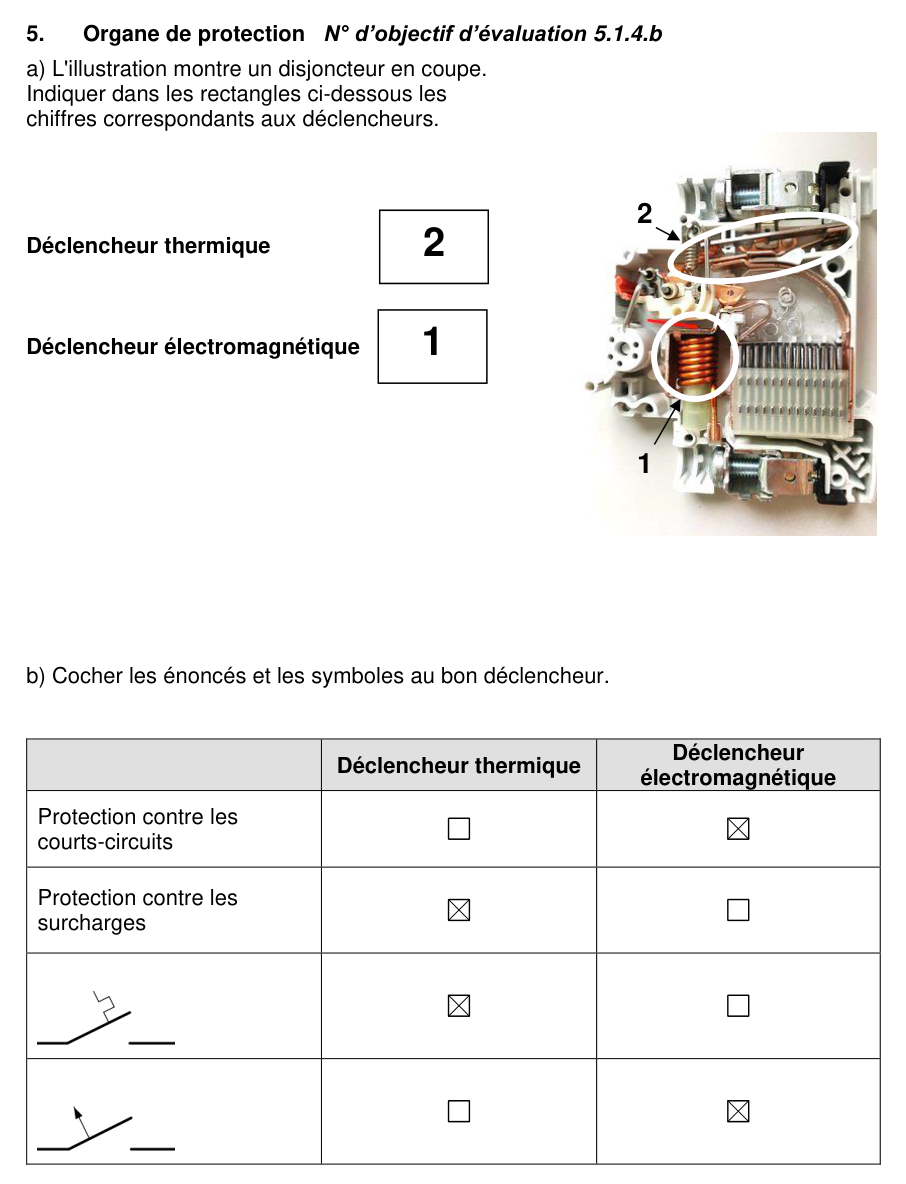 5. Organe de protection N° d’objectif d’évaluation 5.1.4.b
a) L'illustration montre un disjoncteur en coupe.
Indiquer dans les rectangles ci-dessous les
chiffres correspondants aux déclencheurs.
2
Déclencheur thermique 2
Déclencheur électromagnétique 1
1
b) Cocher les énoncés et les symboles au bon déclencheur.
Déclencheur thermique
Déclencheur
électromagnétique
Protection contre les
courts-circuits
Protection contre les
surcharges